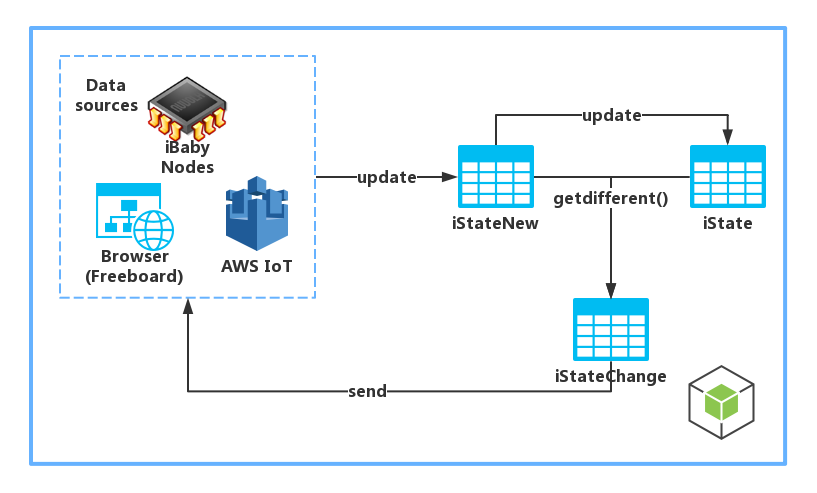 Data
sources
iBaby
Nodes
Browser
(Freeboard)
AWS IoT
update
update
iStateNew
getdifferent()
iState
iStateChange
send